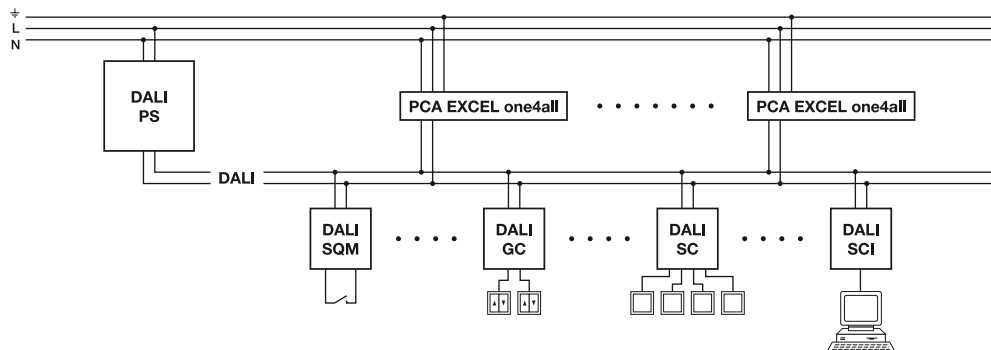 ⏚
L
N
DALI
PS
PCA EXCEL one4all
PCA EXCEL one4all
DALI
DALI
SQM
DALI
GC
DALI
SC
DALI
SCI